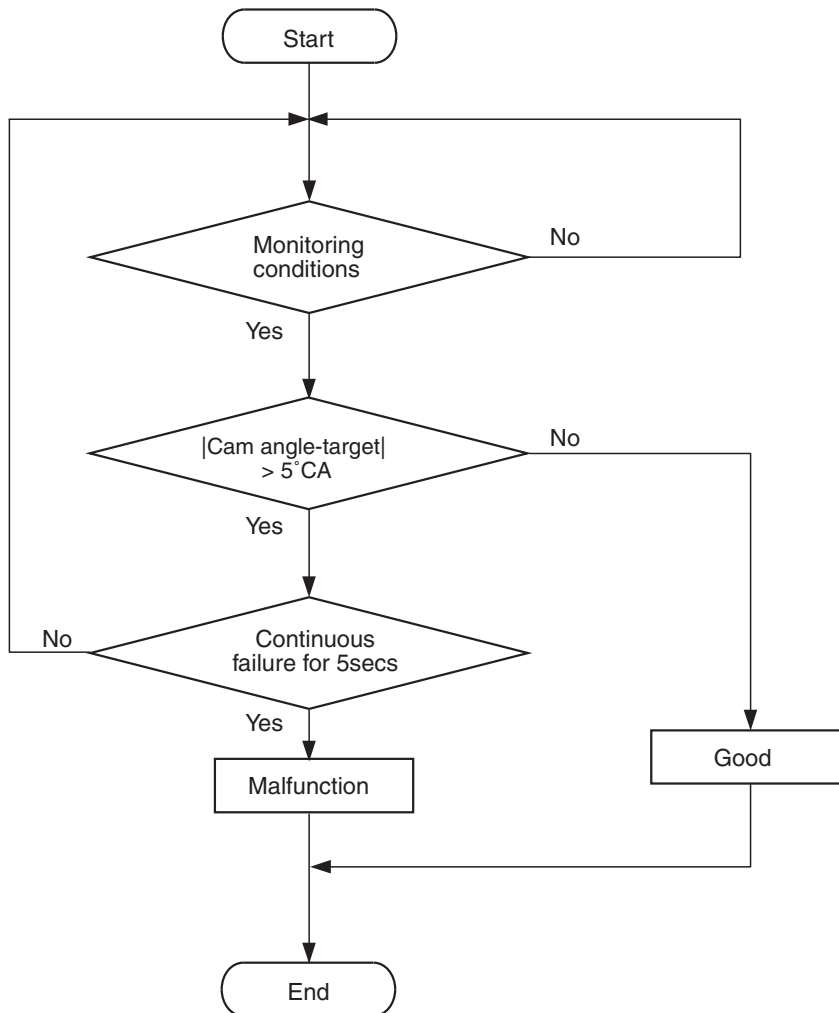 Start
Monitoring
conditions
No
Yes
|Cam angle-target|
> 5˚CA
No
Yes
Continuous
failure for 5secs
No
Yes
Malfunction
Good
End